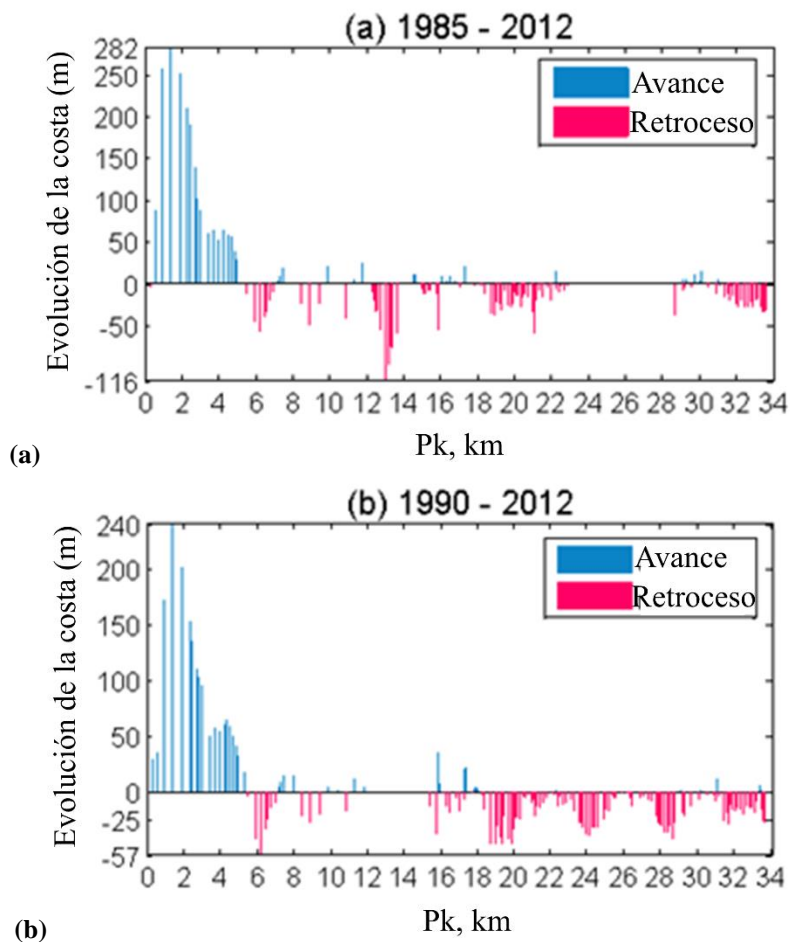 (a) 1985 - 2012
Evolución de la costa (m)
282
250
200
150
100
50
0
-50
-116
Avance
Retroceso
0 2 4 6 8 10 12 14 16 18 20 22 24 26 28 30 32 34
Pk, km
(a)
(b) 1990 - 2012
Evolución de la costa (m)
240
200
150
100
50
0
-25
-57
Avance
Retroceso
0 2 4 6 8 10 12 14 16 18 20 22 24 26 28 30 32 34
Pk, km
(b)